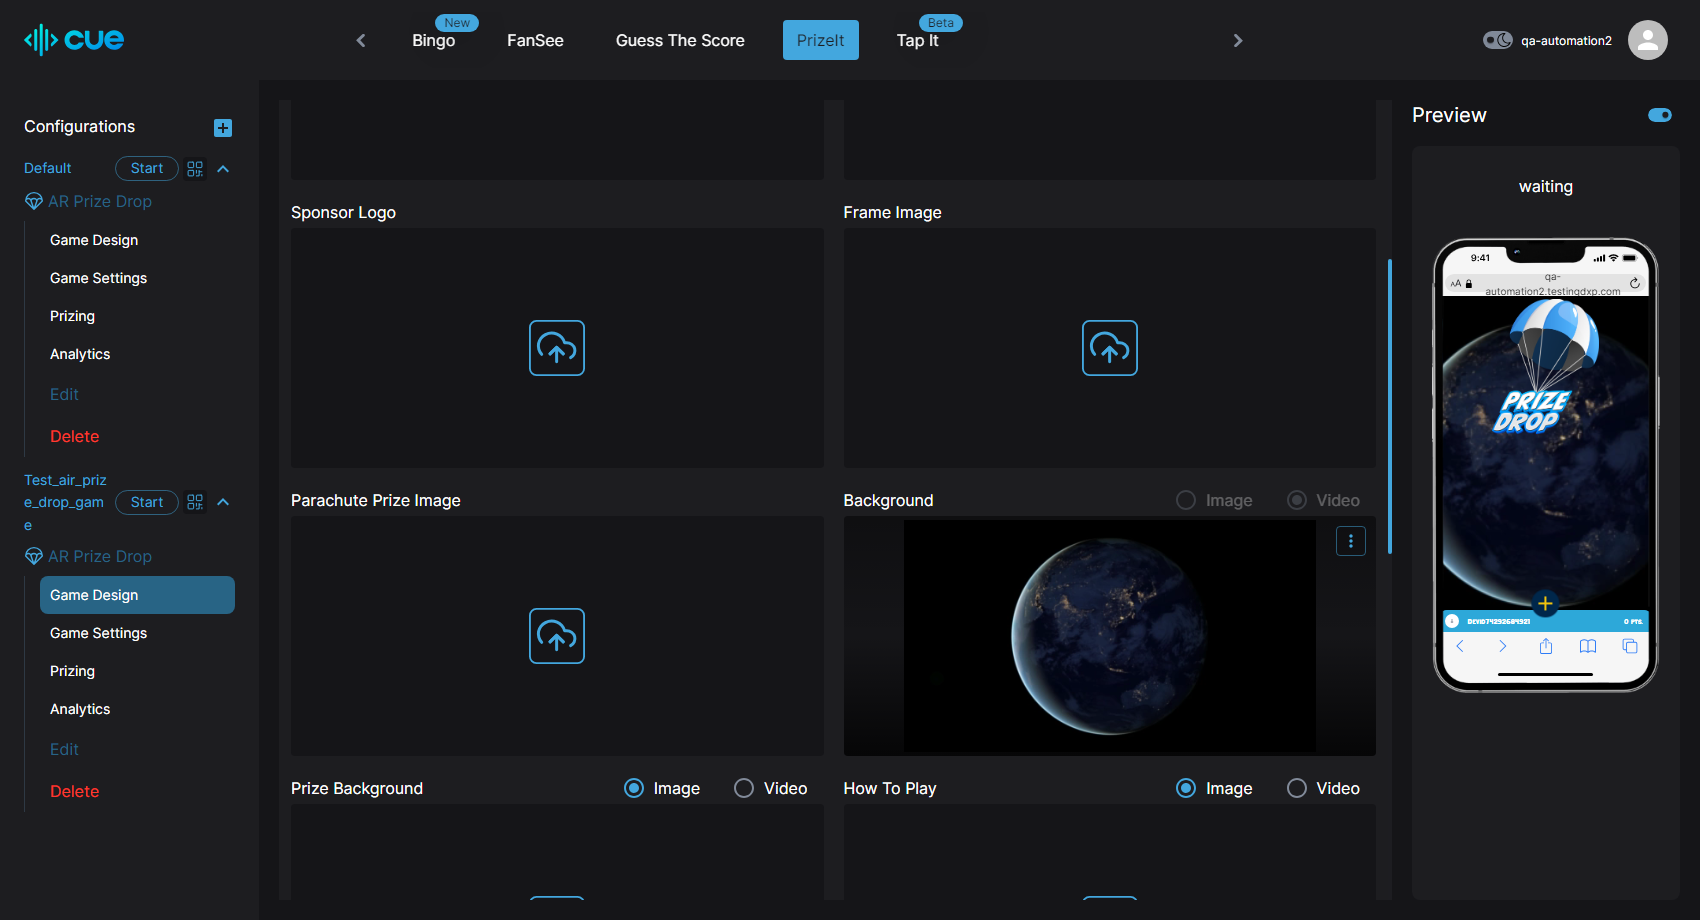 cue
New
Bingo
FanSee
Guess The Score
PrizeIt
Beta
Tap It
qa-automation2
Configurations
Default
Start
AR Prize Drop
Game Design
Game Settings
Prizing
Analytics
Edit
Delete
Test_air_priz
e_drop_gam
e
Start
AR Prize Drop
Game Design
Game Settings
Prizing
Analytics
Edit
Delete
Sponsor Logo
Frame Image
Parachute Prize Image
Background
Image
Video
Prize Background
Image
Video
How To Play
Image
Video
Preview
waiting
9:41
AA
qa-
automation2.testingdxp.com
PRIZE
DROP
0 PTS.